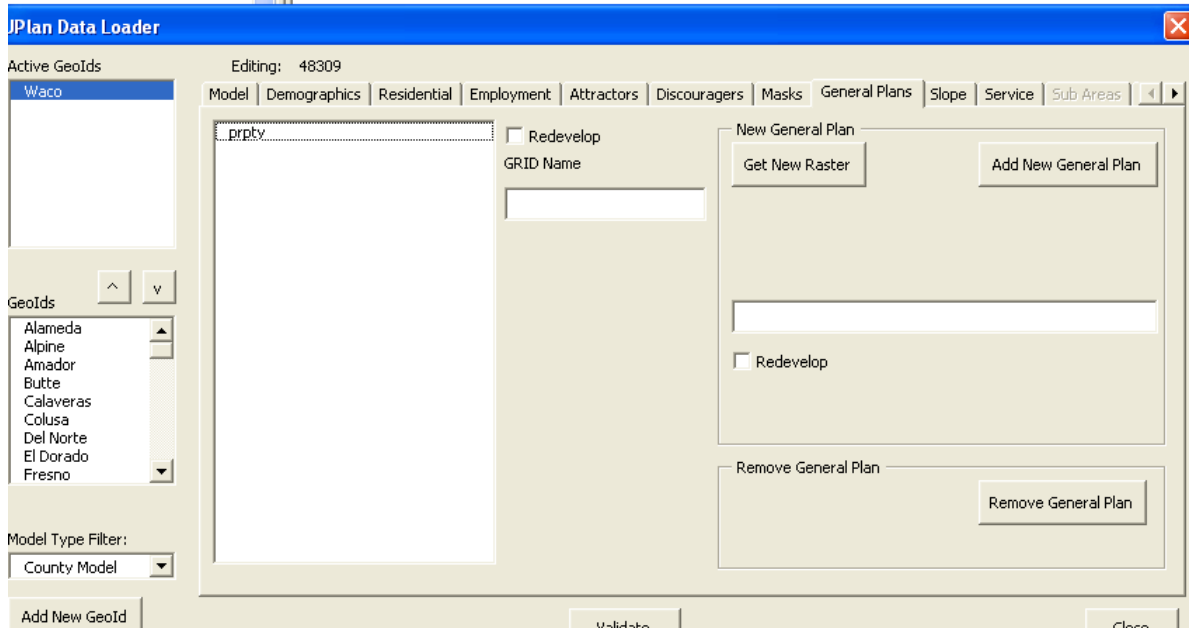 UPlan Data Loader
Active GeoIds
Editing: 48309
Waco
Model Demographics Residential Employment Attractors Discouragers Masks General Plans Slope Service Sub Areas
prpty
Redevelop
GRID Name
New General Plan
Get New Raster
Add New General Plan
^ v
GeoIds
Alameda
Alpine
Amador
Butte
Calaveras
Colusa
Del Norte
El Dorado
Fresno
Redevelop
Remove General Plan
Remove General Plan
Model Type Filter:
County Model
Add New GeoId
Validate
Close